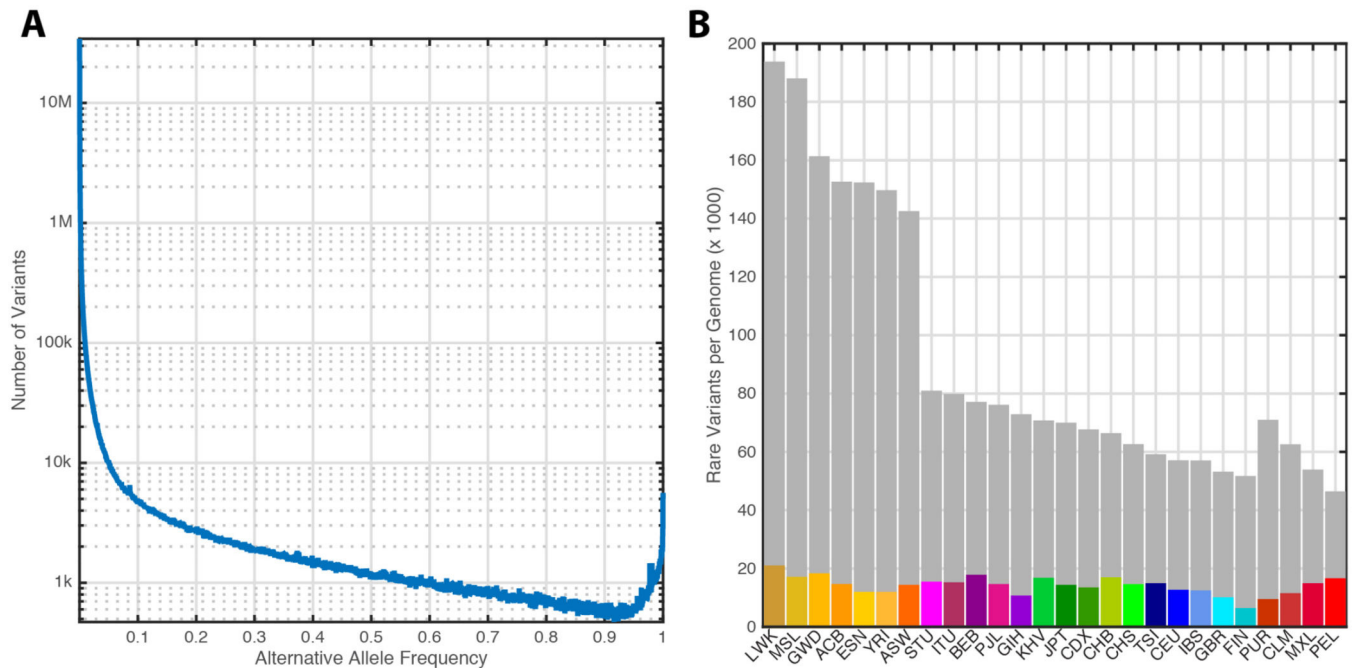 A
Number of Variants
10M
1M
100k
10k
1k
0.1 0.2 0.3 0.4 0.5 0.6 0.7 0.8 0.9 1
Alternative Allele Frequency
B
Rare Variants per Genome (x 1000)
200
180
160
140
120
100
80
60
40
20
0
LWK MSL GWD ACB ESN YRI ASW STU ITU BEB PJL GIH KHV JPT CDX CHB CHS TSI CEU IBS GBR FIN PUR CLM MXL PEL